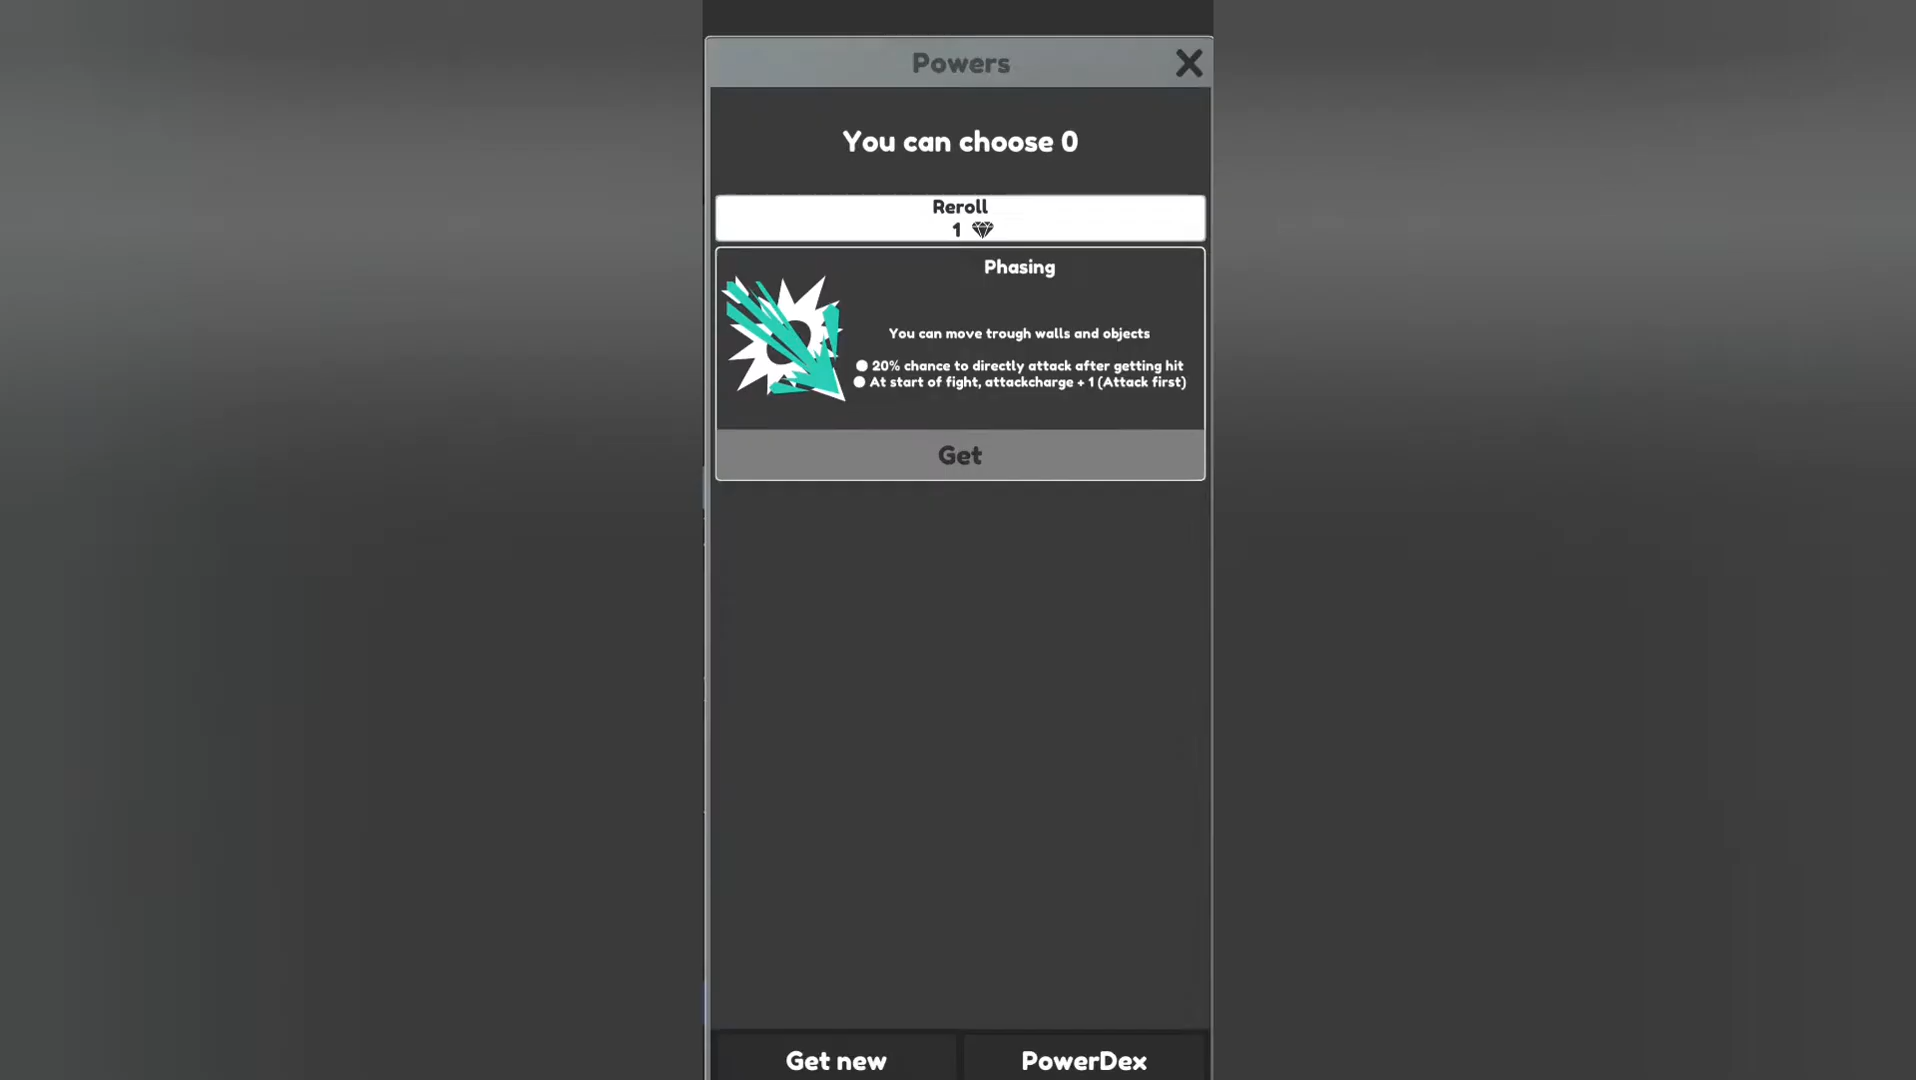 Powers
You can choose 0
Reroll
1
Phasing
You can move trough walls and objects
● 20% chance to directly attack after getting hit
● At start of fight, attackcharge + 1 (Attack first)
Get
Get new
PowerDex